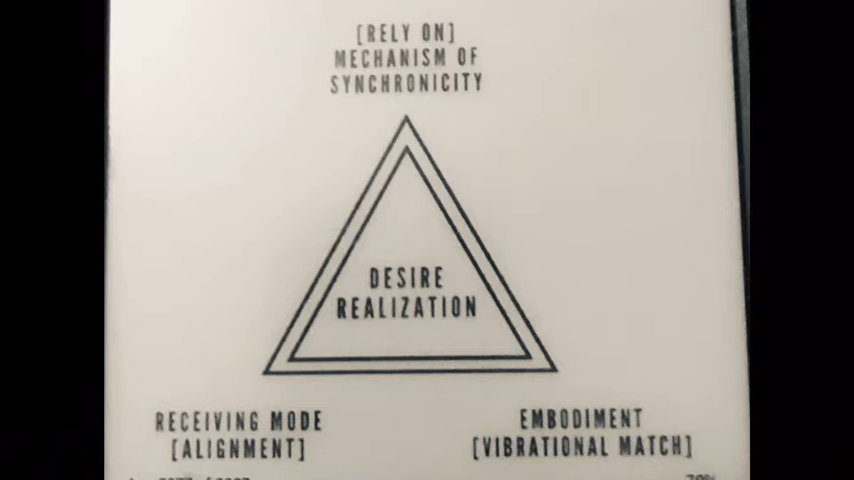 [RELY ON]
MECHANISM OF
SYNCHRONICITY
DESIRE
REALIZATION
RECEIVING MODE
[ALIGNMENT]
EMBODIMENT
[VIBRATIONAL MATCH]